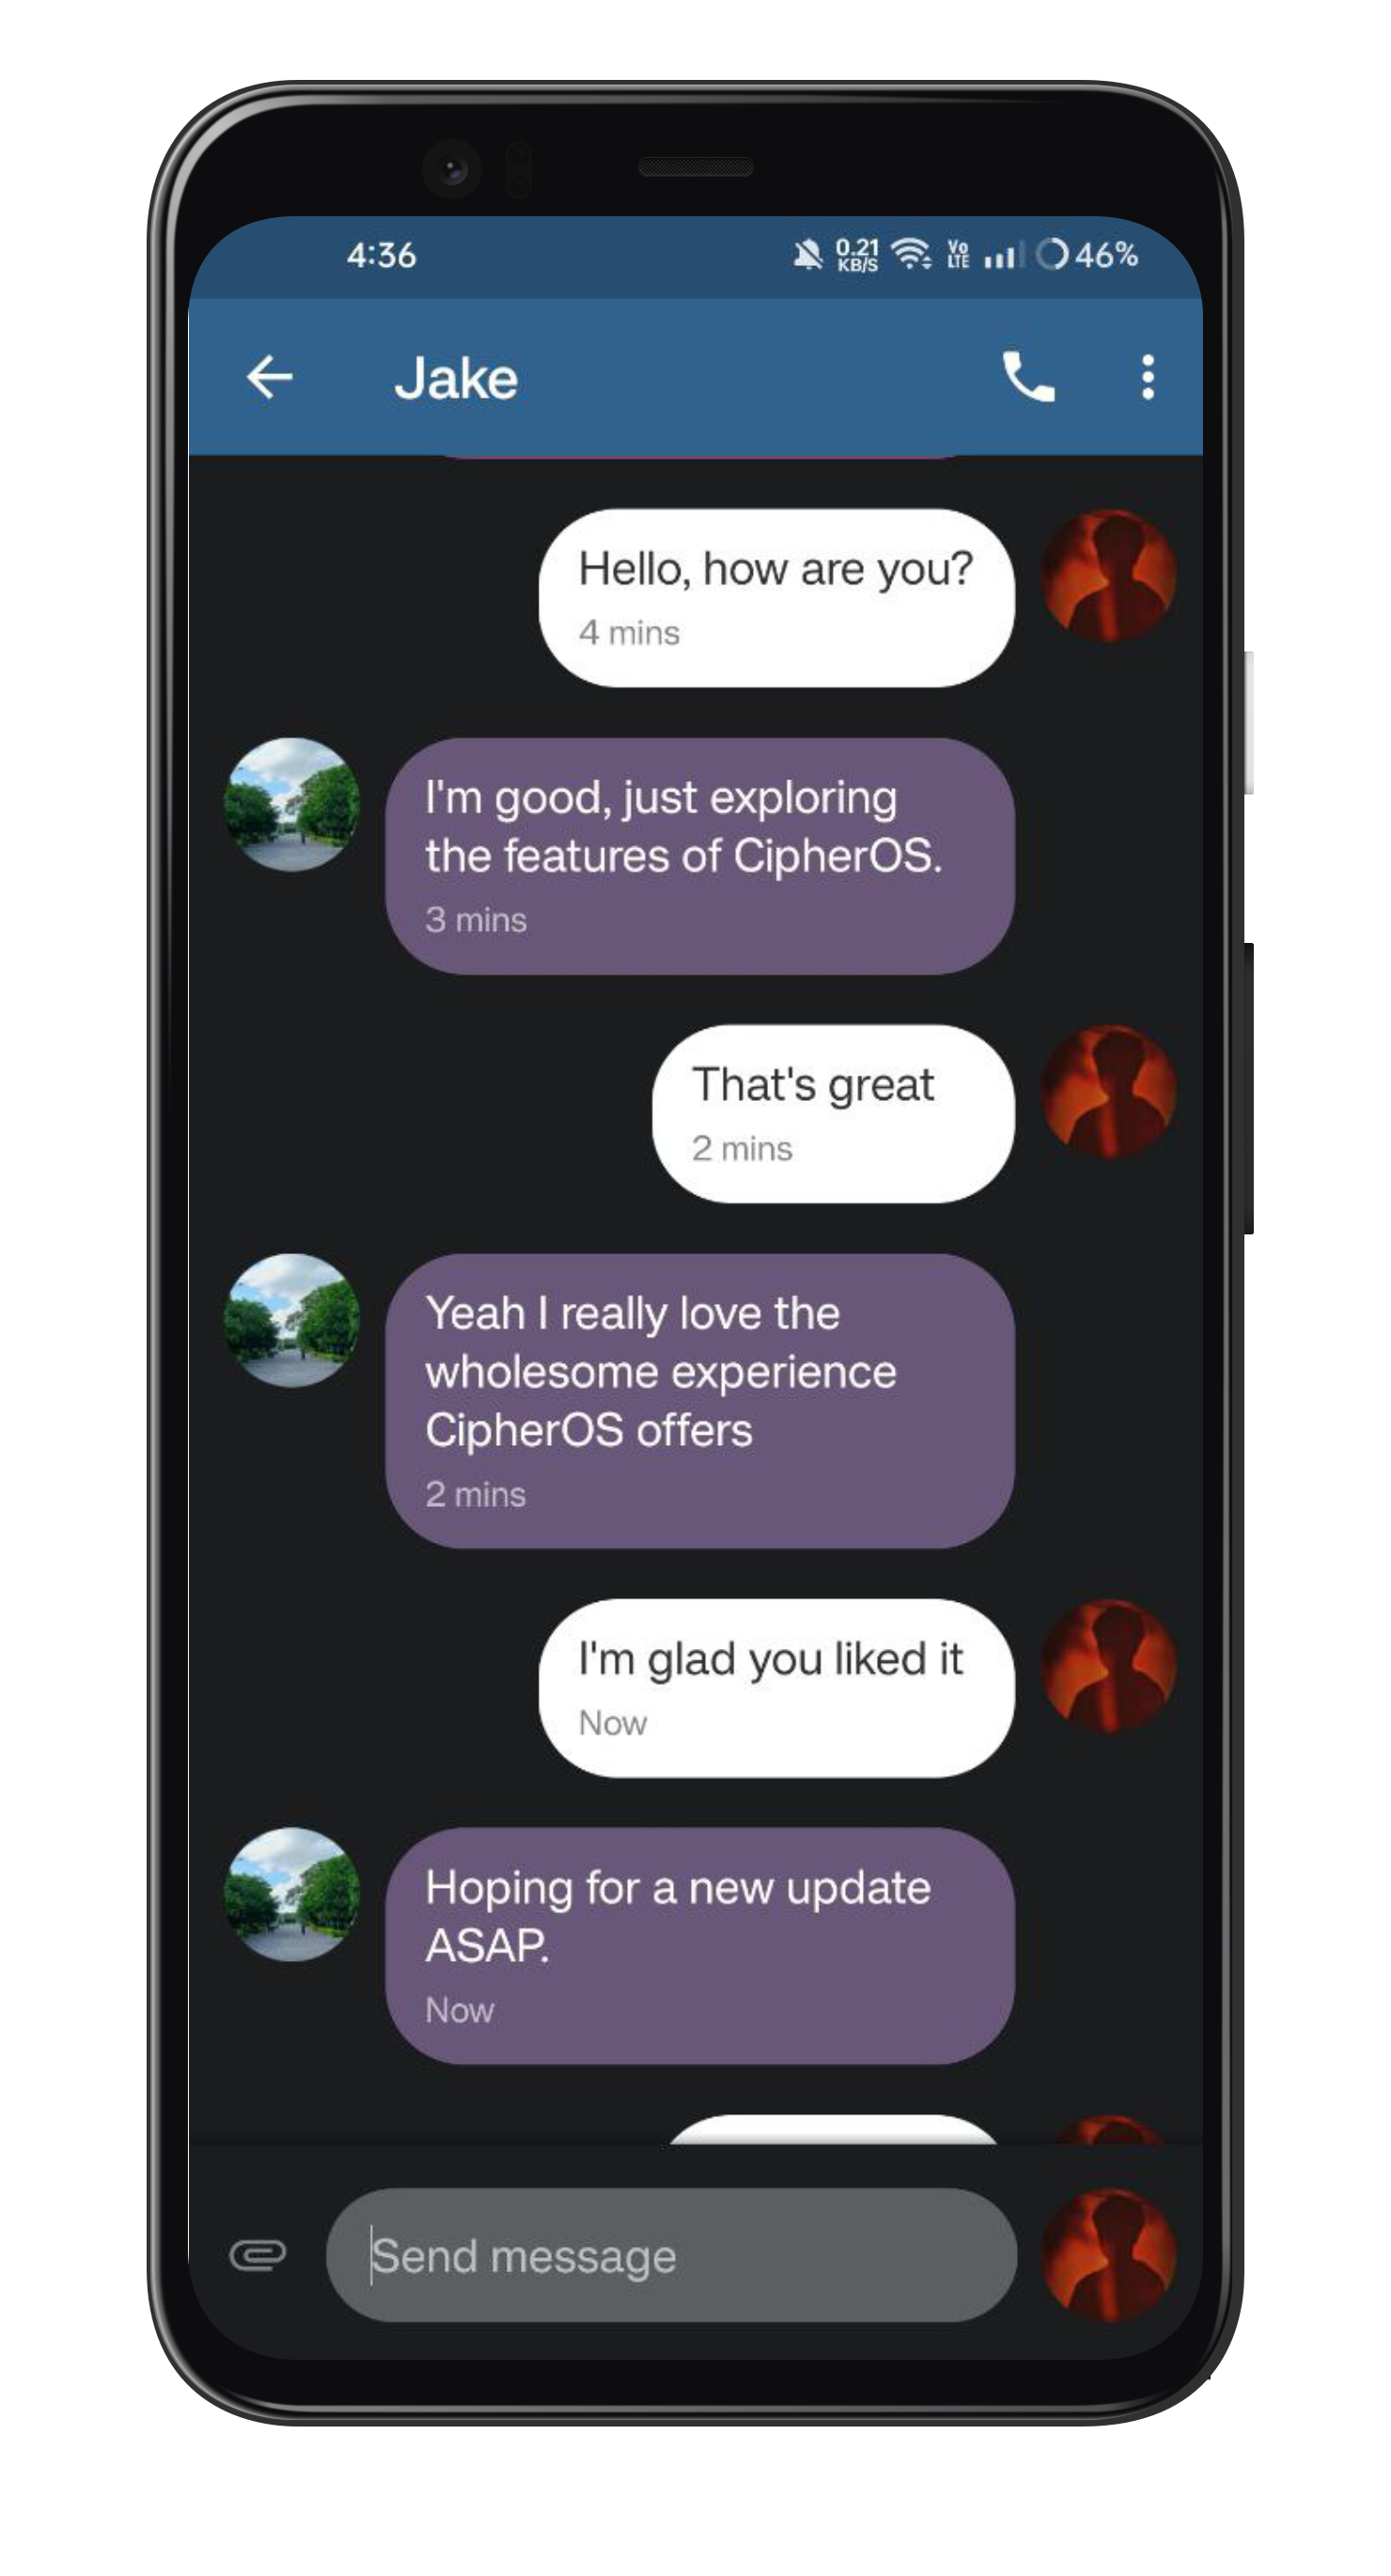 4:36
0.21
KB/S
Vo
LTE
46%
Jake
Hello, how are you?
4 mins
I'm good, just exploring
the features of CipherOS.
3 mins
That's great
2 mins
Yeah I really love the
wholesome experience
CipherOS offers
2 mins
I'm glad you liked it
Now
Hoping for a new update
ASAP.
Now
Send message